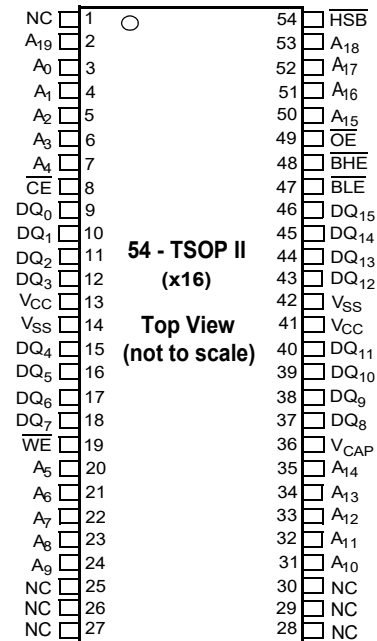 NC 1 54 HSB
A19 2 53 A18
A0 3 52 A17
A1 4 51 A16
A2 5 50 A15
A3 6 49 OE
A4 7 48 BHE
CE 8 47 BLE
DQ0 9 46 DQ15
DQ1 10 45 DQ14
DQ2 11 54 - TSOP II 44 DQ13
DQ3 12 (x16) 43 DQ12
VCC 13 42 VSS
VSS 14 Top View 41 VCC
DQ4 15 (not to scale) 40 DQ11
DQ5 16 39 DQ10
DQ6 17 38 DQ9
DQ7 18 37 DQ8
WE 19 36 VCAP
A5 20 35 A14
A6 21 34 A13
A7 22 33 A12
A8 23 32 A11
A9 24 31 A10
NC 25 30 NC
NC 26 29 NC
NC 27 28 NC